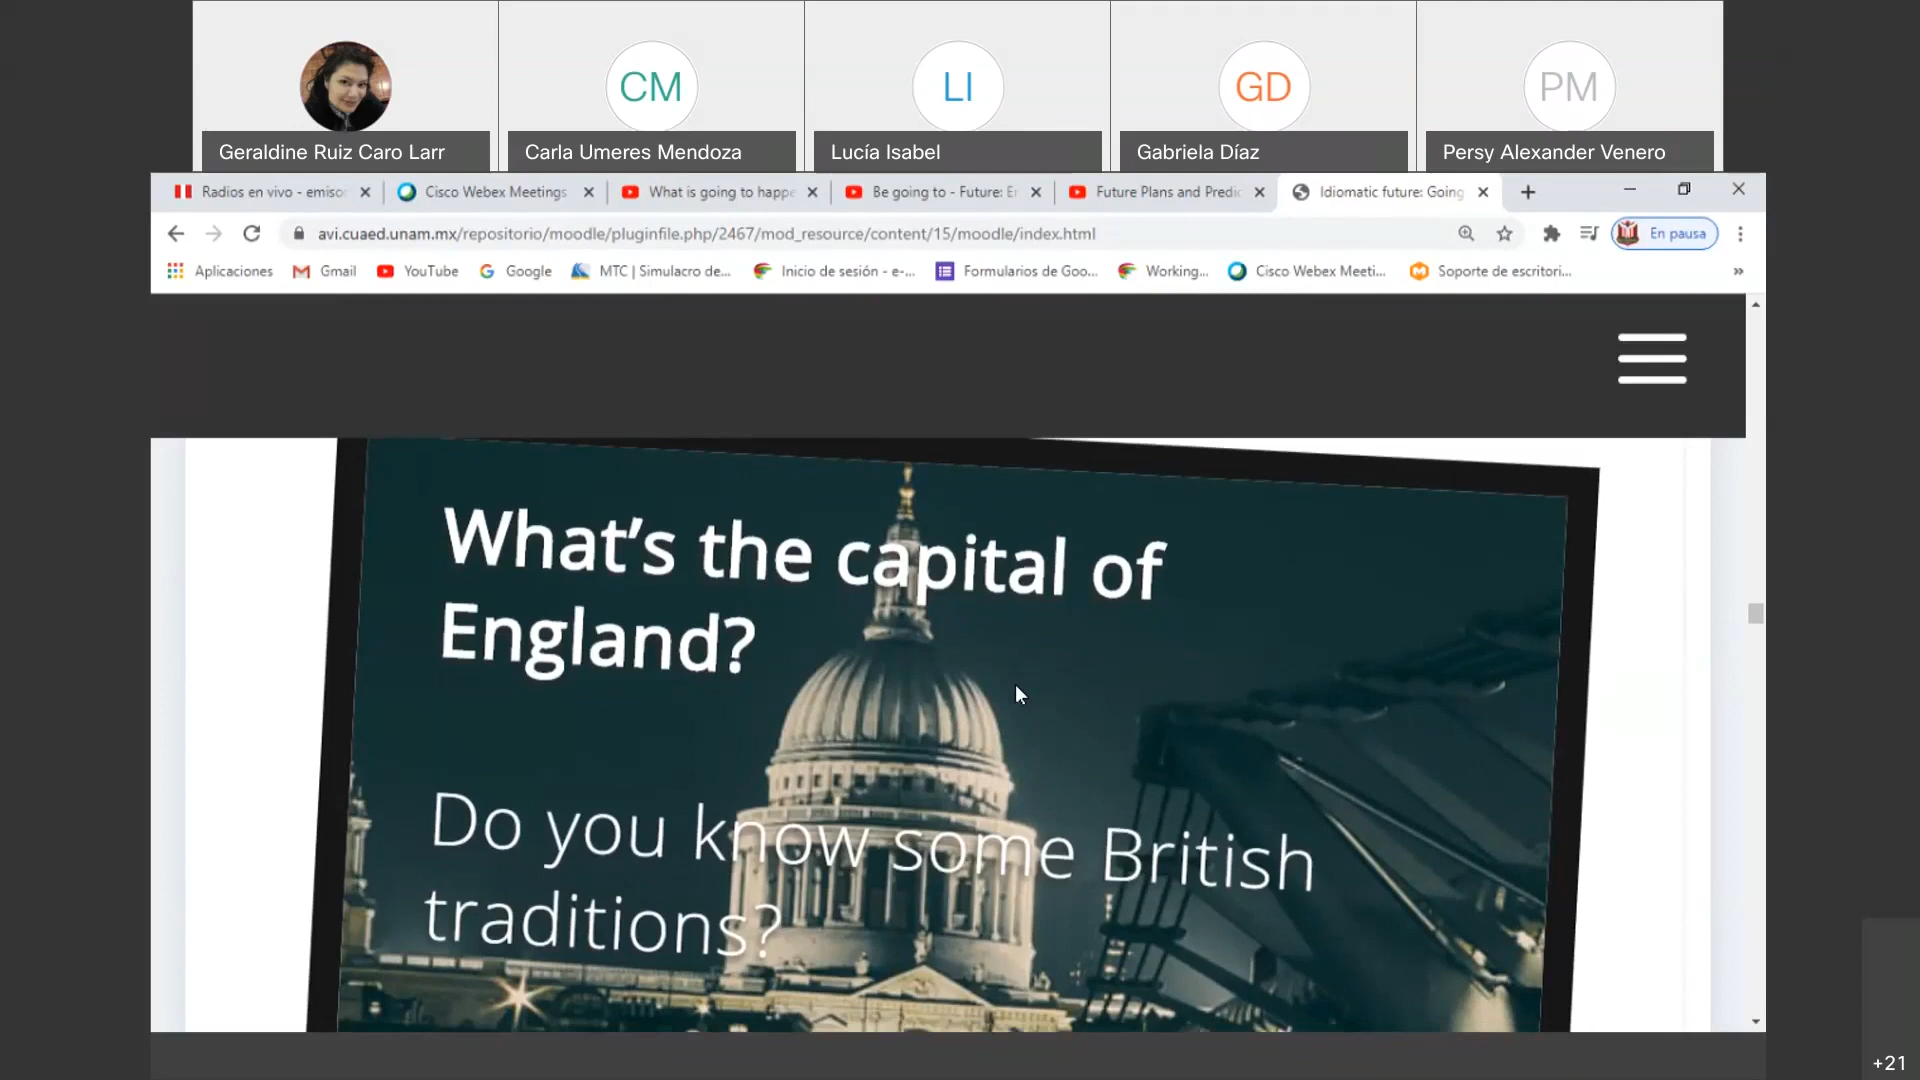 CM
LI
GD
PM
Geraldine Ruiz Caro Larr
Carla Umeres Mendoza
Lucía Isabel
Gabriela Díaz
Persy Alexander Venero
Radios en vivo - emiso
Cisco Webex Meetings
What is going to happe
Be going to - Future: E
Future Plans and Predic
Idiomatic future: Going
avi.cuaed.unam.mx/repositorio/moodle/pluginfile.php/2467/mod_resource/content/15/moodle/index.html
En pausa
Aplicaciones
Gmail
YouTube
Google
MTC | Simulacro de...
Inicio de sesión - e-...
Formularios de Goo...
Working...
Cisco Webex Meeti...
Soporte de escritori...
»
What's the capital of
England?
Do you know some British
traditions?
+21